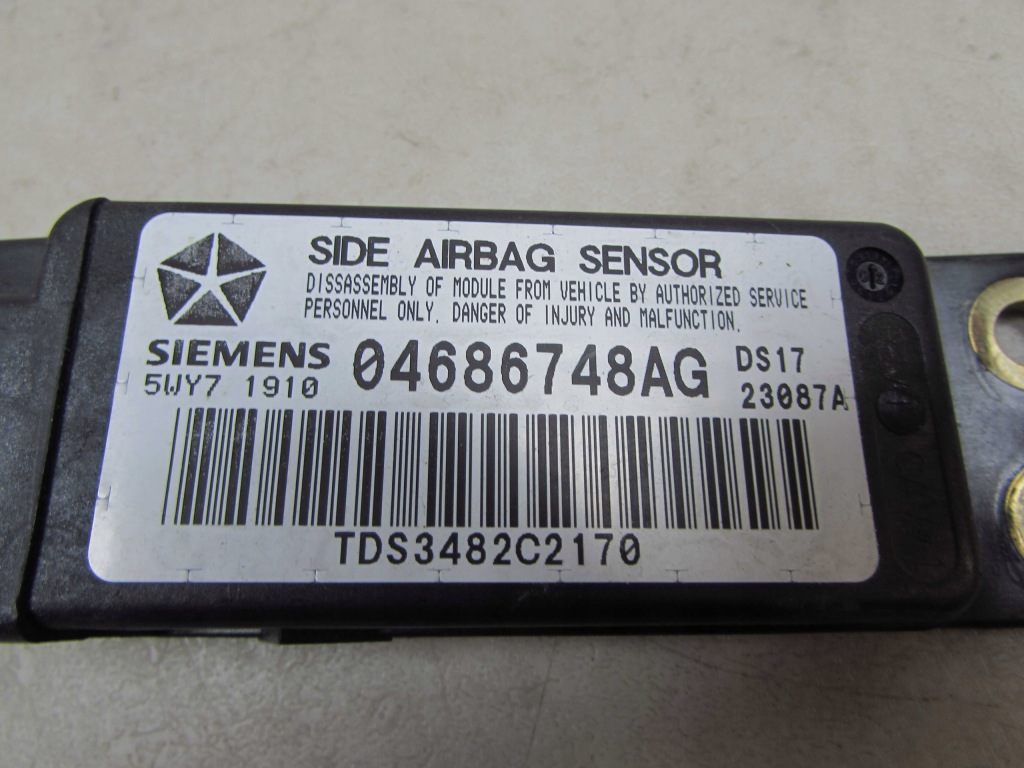 SIDE AIRBAG SENSOR
DISSASSEMBLY OF MODULE FROM VEHICLE BY AUTHORIZED SERVICE
PERSONNEL ONLY. DANGER OF INJURY AND MALFUNCTION.
SIEMENS 04686748AG DS17
5WY7 1910 23087A
TDS3482C2170